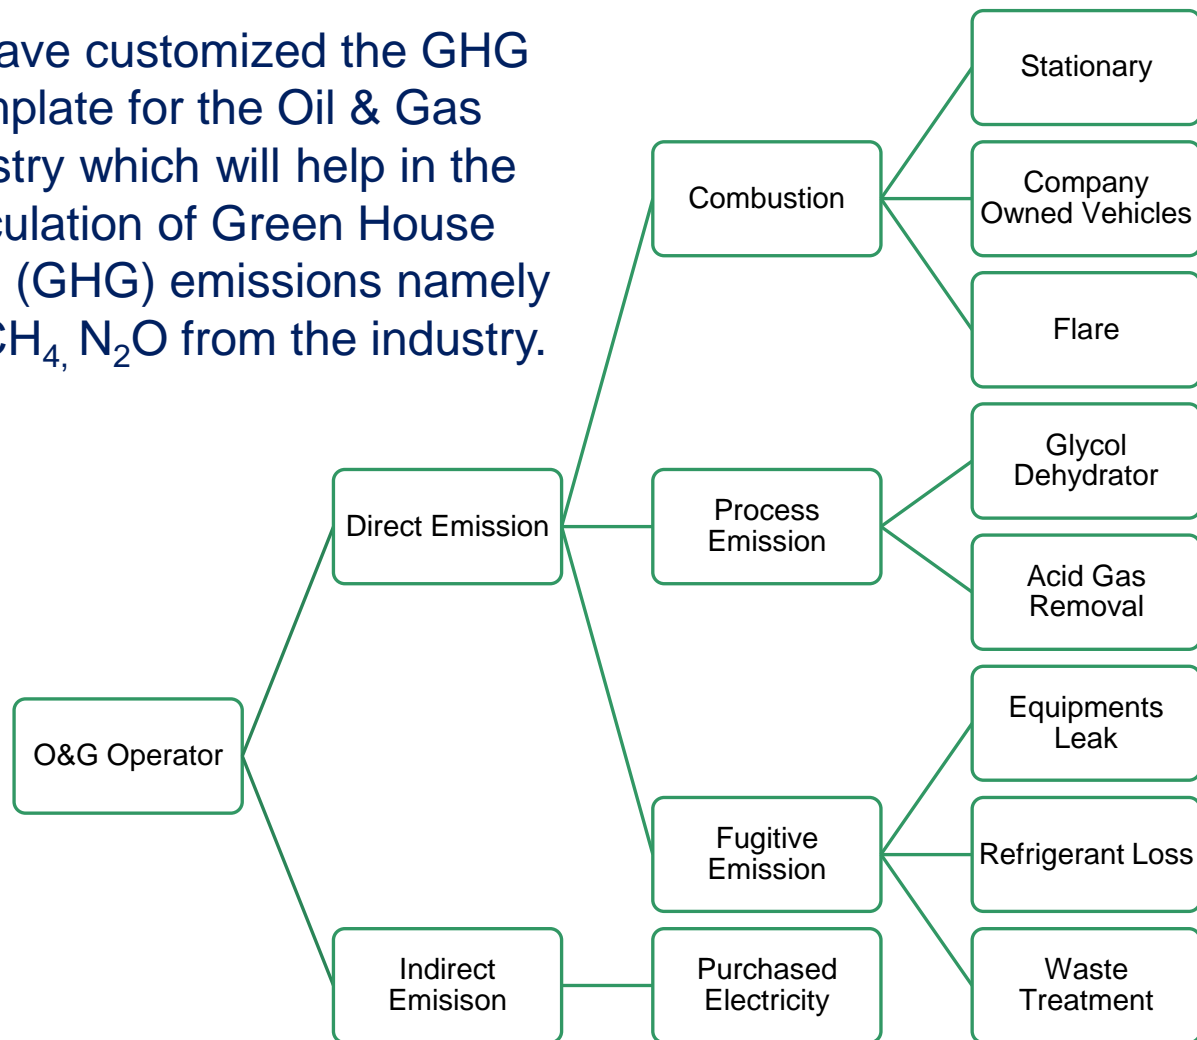 ave customized the GHG
nplate for the Oil & Gas
stry which will help in the
culation of Green House
(GHG) emissions namely
CH₄, N₂O from the industry.
Stationary
Combustion
Company
Owned Vehicles
Flare
Direct Emission
Process
Emission
Glycol
Dehydrator
Acid Gas
Removal
O&G Operator
Fugitive
Emission
Equipments
Leak
Refrigerant Loss
Waste
Treatment
Indirect
Emisison
Purchased
Electricity